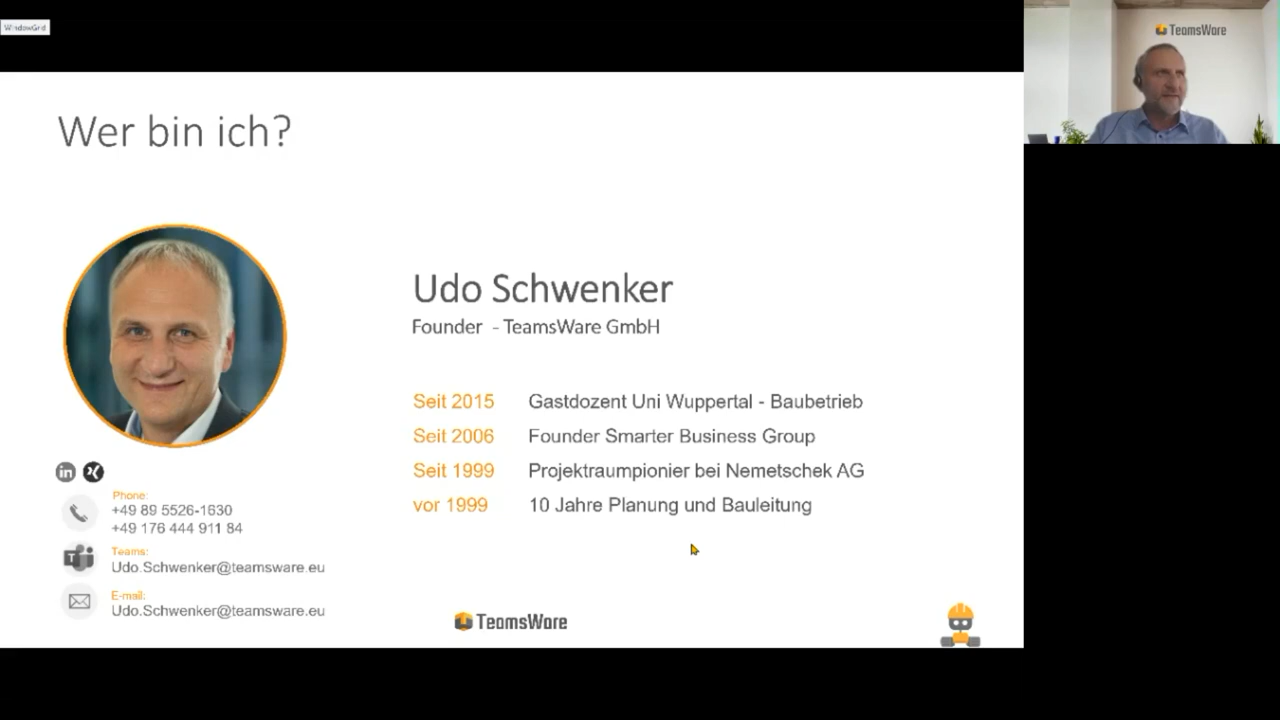 WindowGrid
TeamsWare
Wer bin ich?
Udo Schwenker
Founder - TeamsWare GmbH
Seit 2015 Gastdozent Uni Wuppertal - Baubetrieb
Seit 2006 Founder Smarter Business Group
Seit 1999 Projektraumpionier bei Nemetschek AG
vor 1999 10 Jahre Planung und Bauleitung
in
Phone:
+49 89 5526-1630
+49 176 444 911 84
T
Teams:
Udo.Schwenker@teamsware.eu
E-mail:
Udo.Schwenker@teamsware.eu
TeamsWare